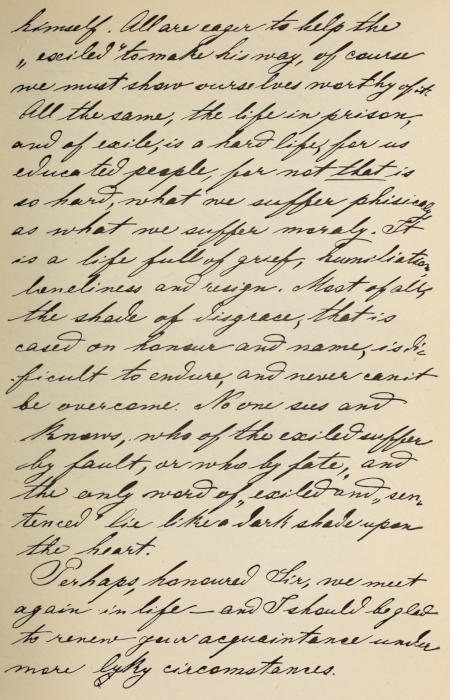 himself. All are eager to help the
„exiled" to make his way, of course
we must show ourselves worthy of it.
All the same, the life in prison,
and of exile, is a hard life, for us
educated people, for not that is
so hard, what we suffer phisicaly
as what we suffer moraly. It
is a life full of grief, humiliation,
loneliness and resign. Most of all,
the shade of disgrace, that is
cased on honour and name, is di-
ficult to endure, and never can it
be overcome. No one sees and
knows, who of the exiled suffer
by fault, or who by fate, and
the only word of „exiled and „sen-
tenced" lie like a dark shade upon
the heart.
Perhaps, honoured Sir, we meet
again in life — and I should be glad
to renew your acquaintance under
more lyky circomstances.